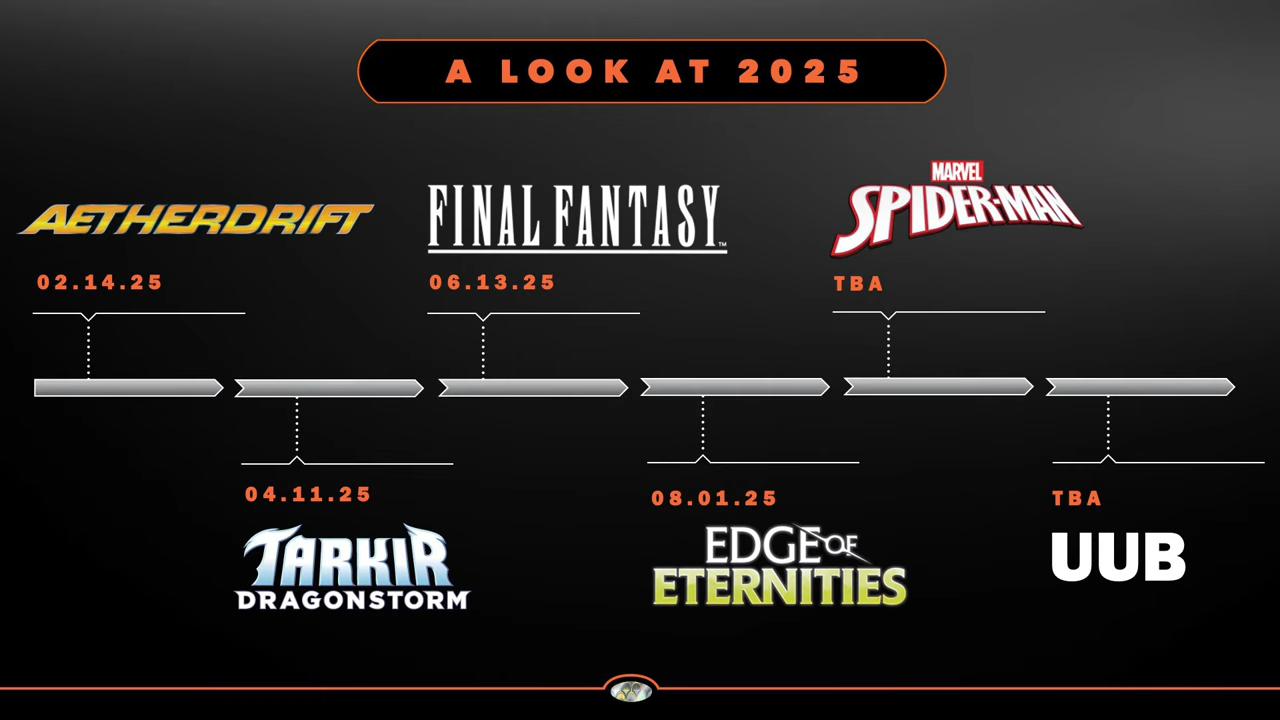 A LOOK AT 2025
AETHERDRIFT
02.14.25
FINAL FANTASY™
06.13.25
MARVEL
SPIDER-MAN
TBA
04.11.25
TARKIR
DRAGONSTORM
08.01.25
EDGE OF
ETERNITIES
TBA
UUB